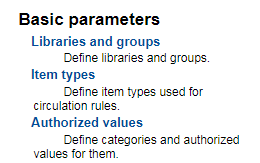 Basic parameters
Libraries and groups
Define libraries and groups.
Item types
Define item types used for
circulation rules.
Authorized values
Define categories and authorized
values for them.